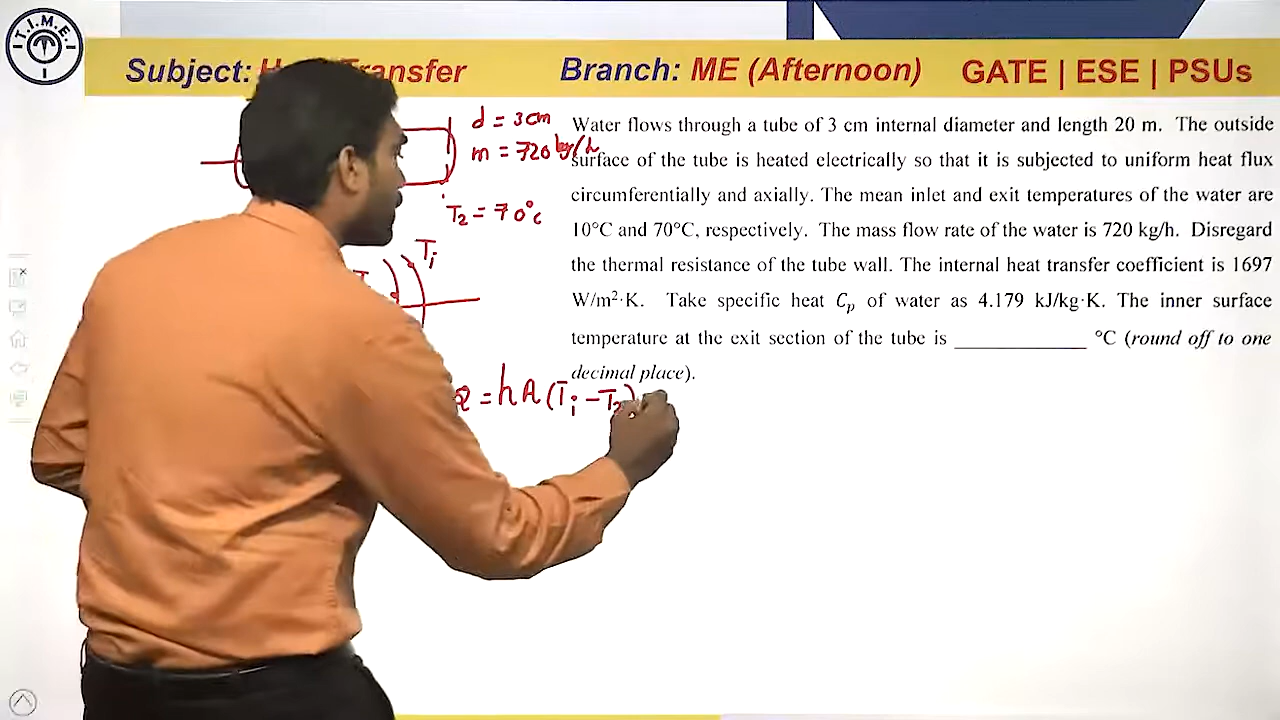 I.T.I.M.E.I
Subject: Transfer
Branch: ME (Afternoon)
GATE | ESE | PSUs
d = 3cm
m = 720 kg/h
T₂ = 70°C
Ti
= hA(Ti - T₂)
Water flows through a tube of 3 cm internal diameter and length 20 m. The outside
surface of the tube is heated electrically so that it is subjected to uniform heat flux
circumferentially and axially. The mean inlet and exit temperatures of the water are
10°C and 70°C, respectively. The mass flow rate of the water is 720 kg/h. Disregard
the thermal resistance of the tube wall. The internal heat transfer coefficient is 1697
W/m²·K. Take specific heat Cₚ of water as 4.179 kJ/kg·K. The inner surface
temperature at the exit section of the tube is ____________ °C (round off to one
decimal place).